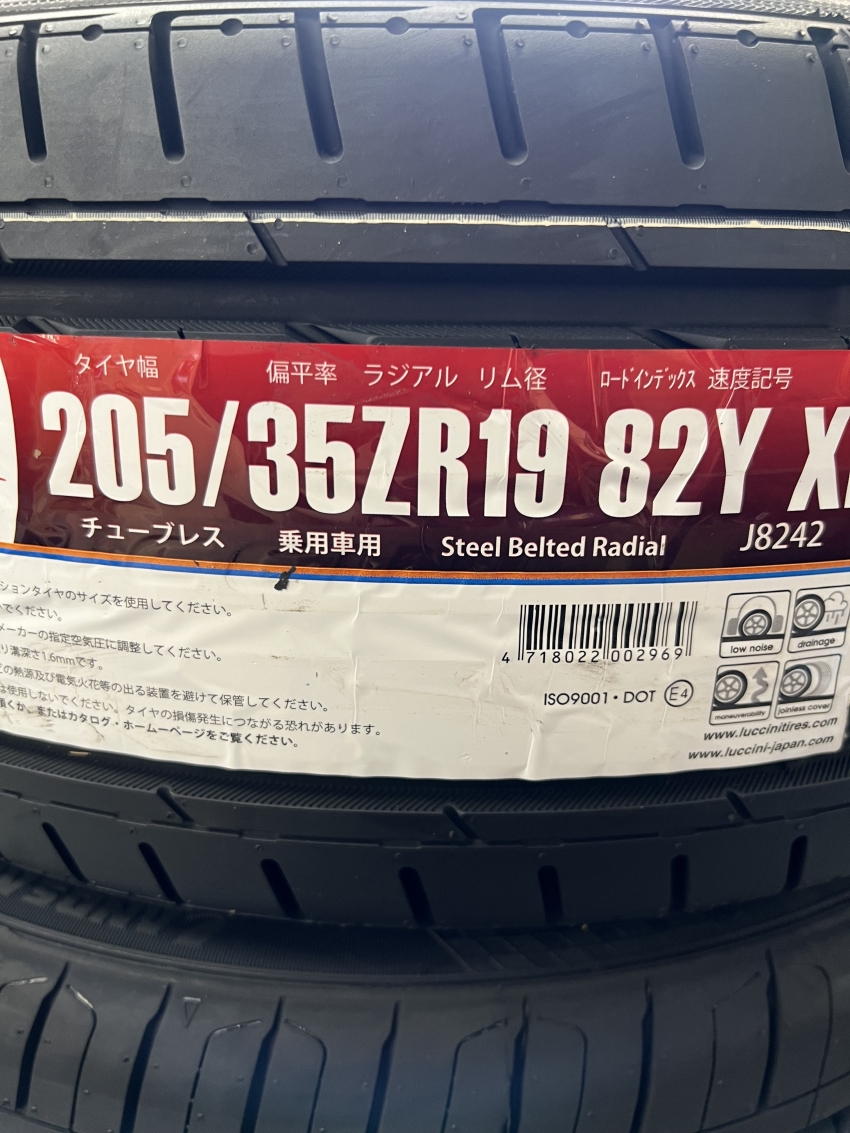 タイヤ幅 偏平率 ラジアル リム径 ロードインデックス 速度記号
205/35ZR19 82Y
チューブレス 乗用車用 Steel Belted Radial J8242
ションタイヤのサイズを使用してください。
でください。
メーカーの指定空気圧に調整してください。
り溝深さ1.6mmです。
の熱源及び電気火花等の出る装置を避けて保管してください。
は使用しないでください。タイヤの損傷発生につながる恐れがあります。
くか、またはカタログ・ホームページをご覧ください。
4 718022 002969
ISO9001・DOT E4
low noise drainage
maneuverability joinless cover
www.luccinitires.com
www.luccini-japan.com